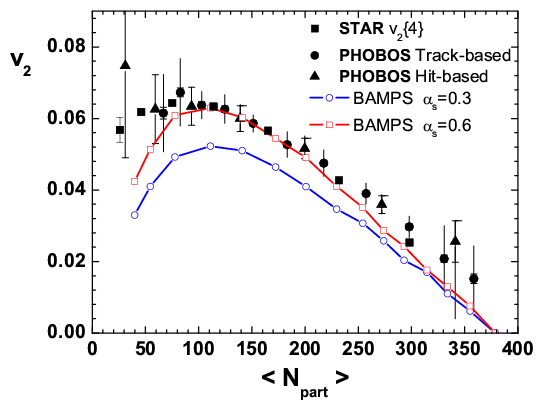 v2
0.08
0.06
0.04
0.02
0.00
STAR v2{4}
PHOBOS Track-based
PHOBOS Hit-based
BAMPS αs=0.3
BAMPS αs=0.6
0 50 100 150 200 250 300 350 400
< Npart >